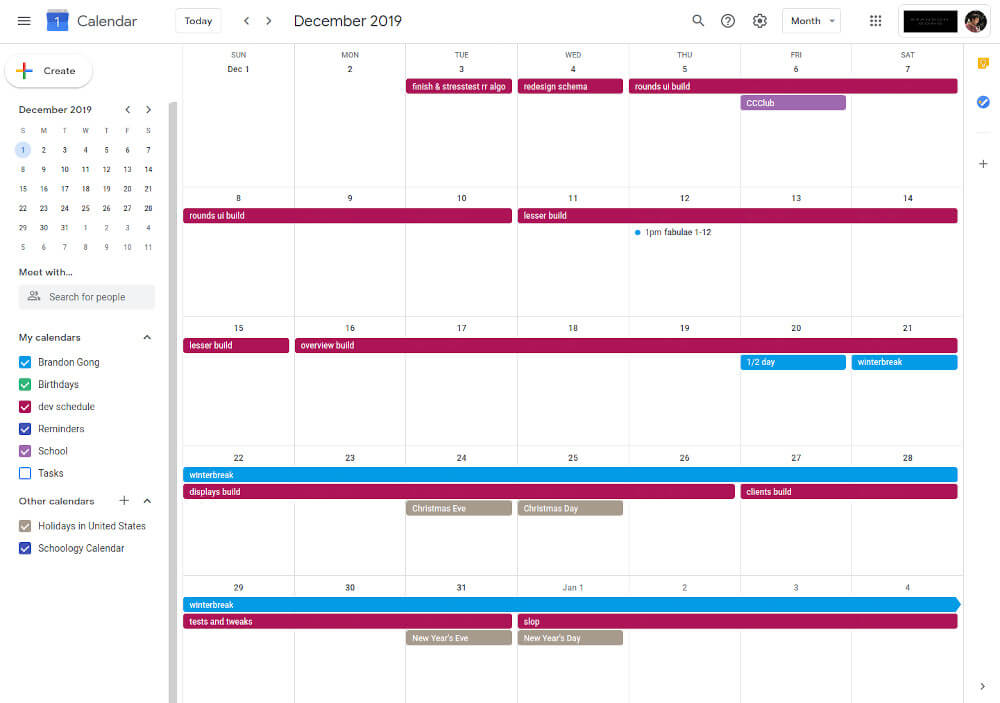 1 Calendar Today December 2019 Month
BRANDON GONG
Create
December 2019
S M T W T F S
1 2 3 4 5 6 7
8 9 10 11 12 13 14
15 16 17 18 19 20 21
22 23 24 25 26 27 28
29 30 31 1 2 3 4
5 6 7 8 9 10 11
Meet with...
Search for people
My calendars
Brandon Gong
Birthdays
dev schedule
Reminders
School
Tasks
Other calendars
Holidays in United States
Schoology Calendar
SUN MON TUE WED THU FRI SAT
Dec 1 2 3 4 5 6 7
finish & stresstest rr algo redesign schema rounds ui build
CCClub
8 9 10 11 12 13 14
rounds ui build lesser build
1pm fabulae 1-12
15 16 17 18 19 20 21
lesser build overview build
1/2 day winterbreak
22 23 24 25 26 27 28
winterbreak
displays build clients build
Christmas Eve Christmas Day
29 30 31 Jan 1 2 3 4
winterbreak
tests and tweaks slop
New Year's Eve New Year's Day